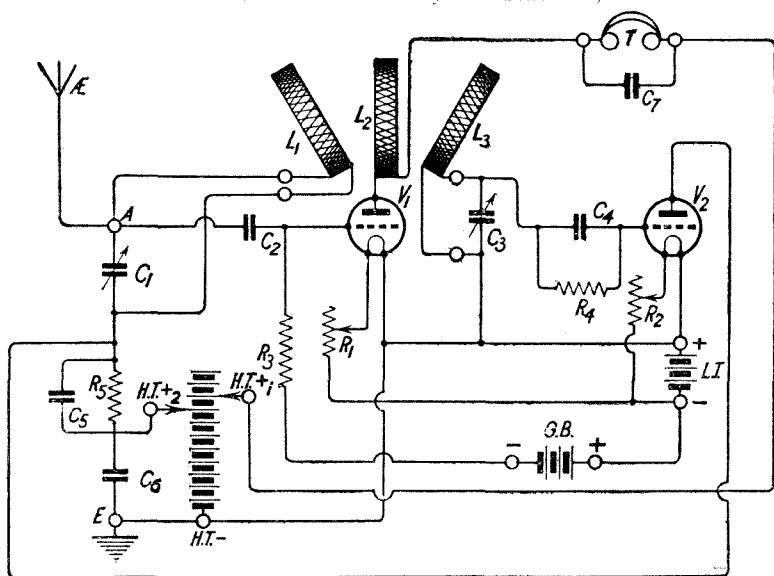 T
Æ
C7
L1
L2
L3
V1
V2
A
C2
C3
C4
C1
R4
R2
R3
R1
+
L.T
-
R5
H.T.+2
H.T.+1
C5
- G.B. +
C6
E
H.T.-